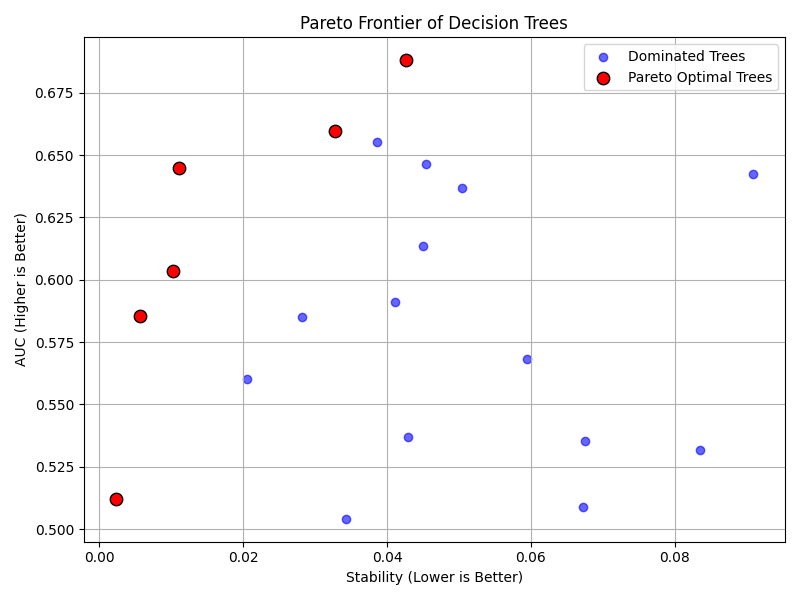 Pareto Frontier of Decision Trees
Dominated Trees
Pareto Optimal Trees
AUC (Higher is Better)
0.675
0.650
0.625
0.600
0.575
0.550
0.525
0.500
0.00 0.02 0.04 0.06 0.08
Stability (Lower is Better)